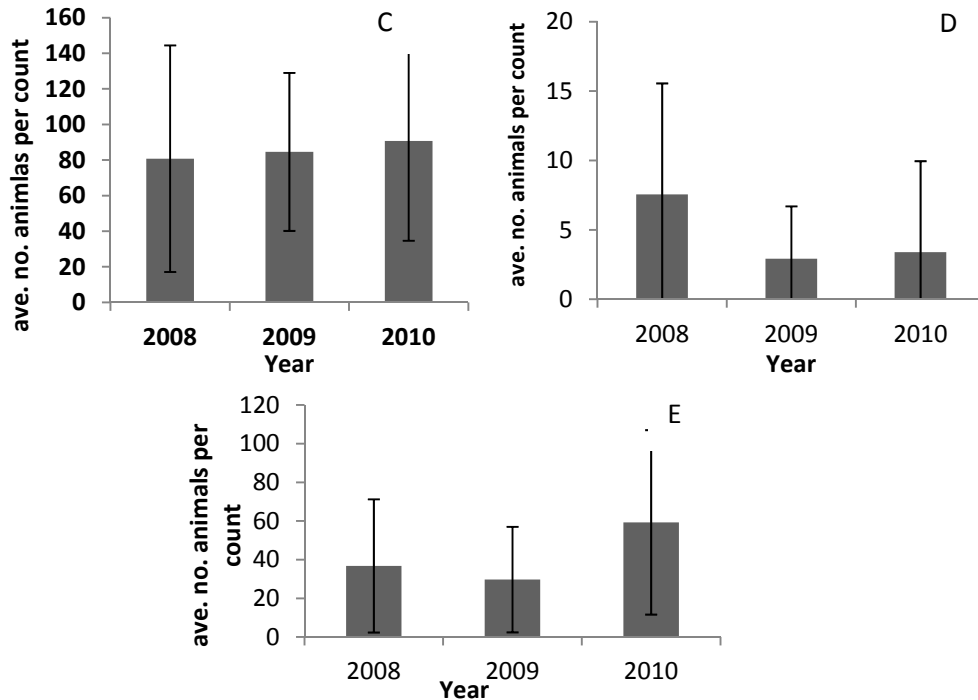 C
ave. no. animlas per count
160
140
120
100
80
60
40
20
0
2008 2009 2010
Year
D
ave. no. animals per count
20
15
10
5
0
2008 2009 2010
Year
E
ave. no. animals per
count
120
100
80
60
40
20
0
2008 2009 2010
Year